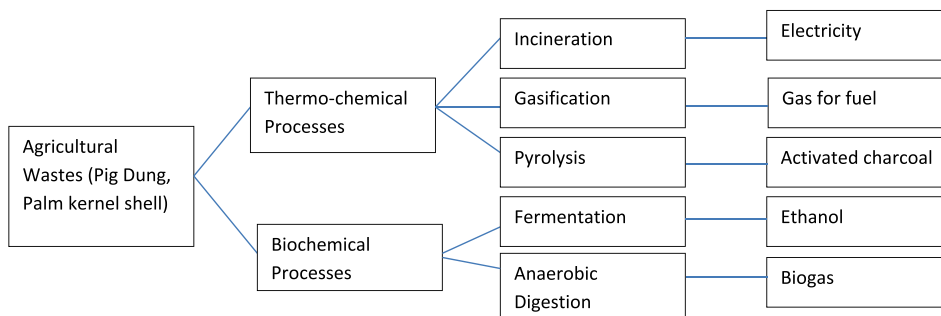 Agricultural
Wastes (Pig Dung,
Palm kernel shell)
Thermo-chemical
Processes
Biochemical
Processes
Incineration
Gasification
Pyrolysis
Fermentation
Anaerobic
Digestion
Electricity
Gas for fuel
Activated charcoal
Ethanol
Biogas